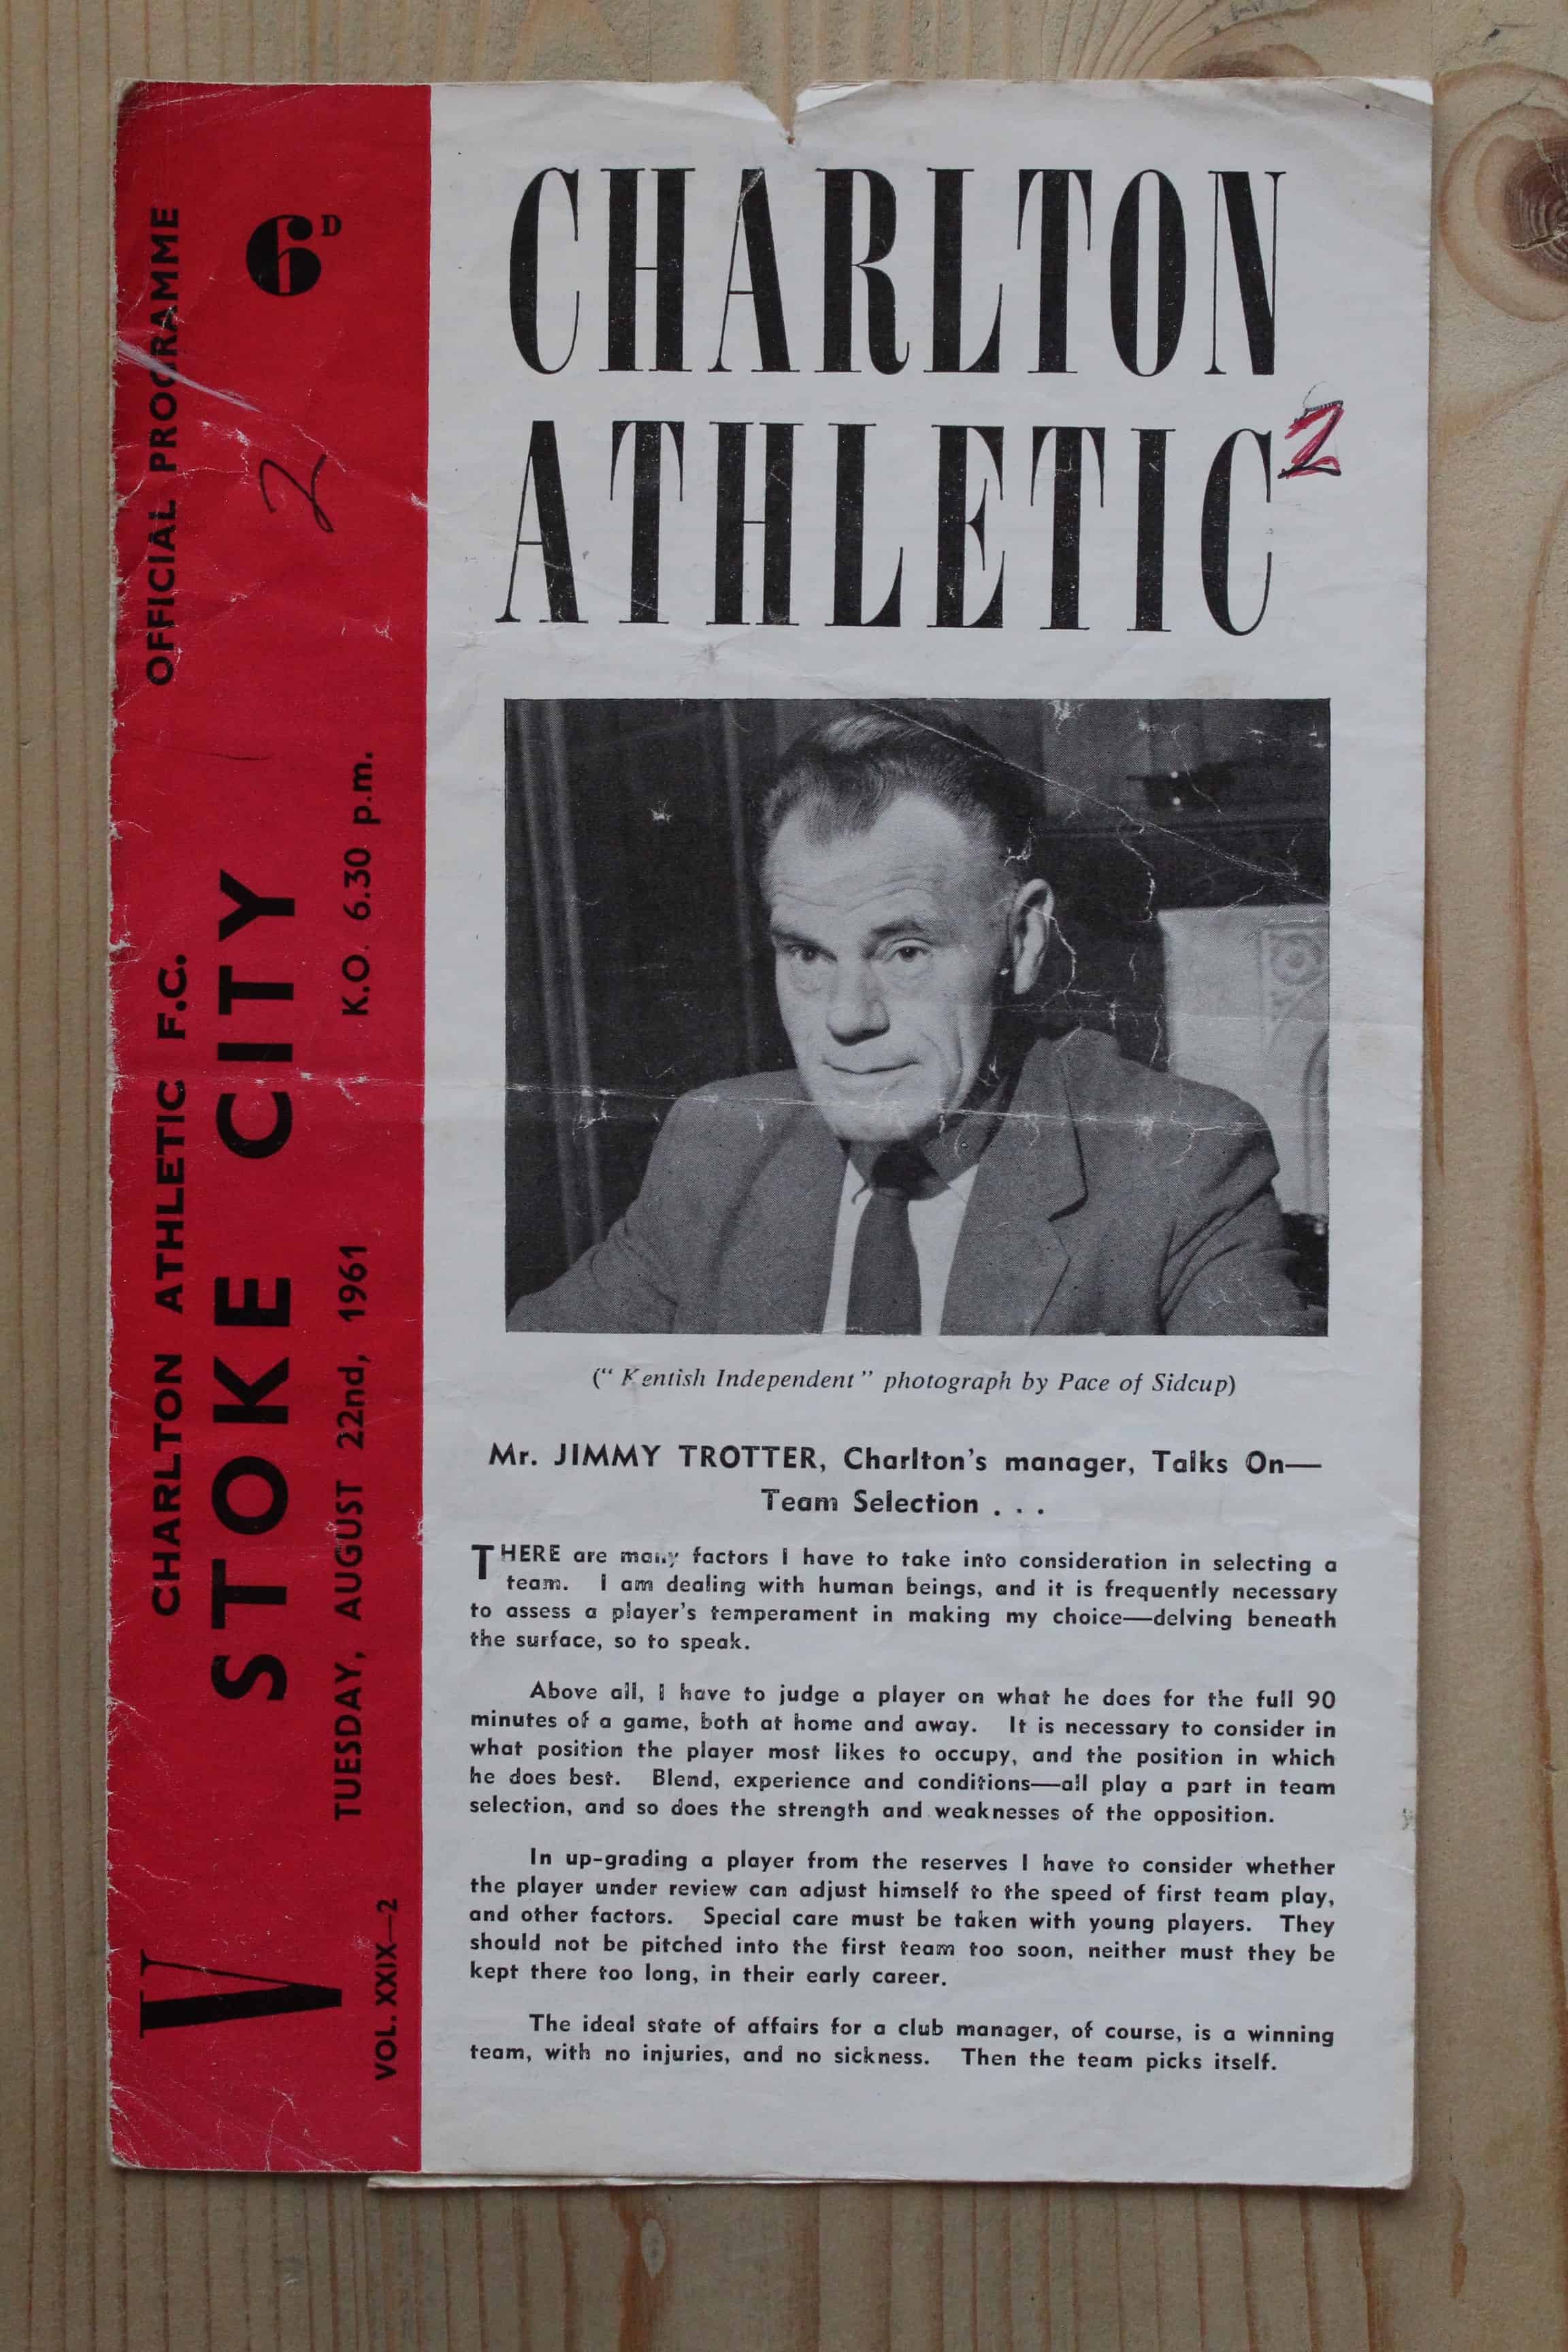 OFFICIAL PROGRAMME
6D
2
CHARLTON ATHLETIC F.C.
V STOKE CITY
TUESDAY, AUGUST 22nd, 1961 K.O. 6.30 p.m.
VOL. XXIX—2
CHARLTON
ATHLETIC
2
(“ Kentish Independent ” photograph by Pace of Sidcup)
Mr. JIMMY TROTTER, Charlton's manager, Talks On—
Team Selection . . .
THERE are many factors I have to take into consideration in selecting a
team. I am dealing with human beings, and it is frequently necessary
to assess a player's temperament in making my choice—delving beneath
the surface, so to speak.
Above all, I have to judge a player on what he does for the full 90
minutes of a game, both at home and away. It is necessary to consider in
what position the player most likes to occupy, and the position in which
he does best. Blend, experience and conditions—all play a part in team
selection, and so does the strength and weaknesses of the opposition.
In up-grading a player from the reserves I have to consider whether
the player under review can adjust himself to the speed of first team play,
and other factors. Special care must be taken with young players. They
should not be pitched into the first team too soon, neither must they be
kept there too long, in their early career.
The ideal state of affairs for a club manager, of course, is a winning
team, with no injuries, and no sickness. Then the team picks itself.